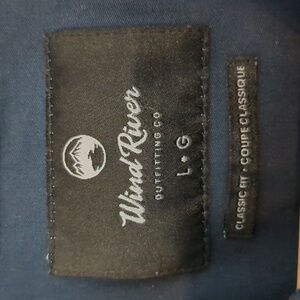 Wind River
OUTFITTING CO
L • G
CLASSIC FIT • COUPE CLASSIQUE